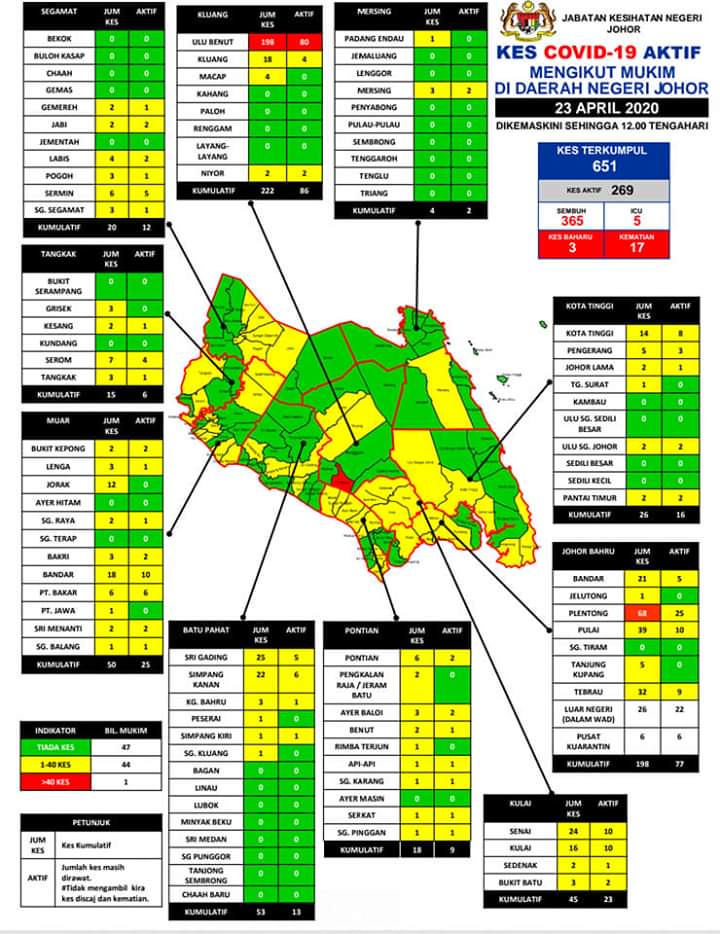 JABATAN KESIHATAN NEGERI
JOHOR
KES COVID-19 AKTIF
MENGIKUT MUKIM
DI DAERAH NEGERI JOHOR
23 APRIL 2020
DIKEMASKINI SEHINGGA 12.00 TENGAHARI
KES TERKUMPUL
651
KES AKTIF 269
SEMBUH ICU
365 5
KES BAHARU KEMATIAN
3 17
SEGAMAT JUM KES AKTIF
BEKOK 0 0
BULOH KASAP 0 0
CHAAH 0 0
GEMAS 0 0
GEMEREH 2 1
JABI 2 2
JEMENTAH 0 0
LABIS 4 2
POGOH 3 1
SERMIN 6 5
SG. SEGAMAT 3 1
KUMULATIF 20 12
KLUANG JUM KES AKTIF
ULU BENUT 198 80
KLUANG 18 4
MACAP 4 0
KAHANG 0 0
PALOH 0 0
RENGGAM 0 0
LAYANG-
LAYANG 0 0
NIYOR 2 2
KUMULATIF 222 86
MERSING JUM KES AKTIF
PADANG ENDAU 1 0
JEMALUANG 0 0
LENGGOR 0 0
MERSING 3 2
PENYABONG 0 0
PULAU-PULAU 0 0
SEMBRONG 0 0
TENGGAROH 0 0
TENGLU 0 0
TRIANG 0 0
KUMULATIF 4 2
TANGKAK JUM KES AKTIF
BUKIT
SERAMPANG 0 0
GRISEK 3 0
KESANG 2 1
KUNDANG 0 0
SEROM 7 4
TANGKAK 3 1
KUMULATIF 15 6
MUAR JUM KES AKTIF
BUKIT KEPONG 2 2
LENGA 3 1
JORAK 12 0
AYER HITAM 0 0
SG. RAYA 2 1
SG. TERAP 0 0
BAKRI 3 2
BANDAR 18 10
PT. BAKAR 6 6
PT. JAWA 1 0
SRI MENANTI 2 2
SG. BALANG 1 1
KUMULATIF 50 25
KOTA TINGGI JUM KES AKTIF
KOTA TINGGI 14 8
PENGERANG 5 3
JOHOR LAMA 2 1
TG. SURAT 1 0
KAMBAU 0 0
ULU SG. SEDILI
BESAR 0 0
ULU SG. JOHOR 2 2
SEDILI BESAR 0 0
SEDILI KECIL 0 0
PANTAI TIMUR 2 2
KUMULATIF 26 16
JOHOR BAHRU JUM KES AKTIF
BANDAR 21 5
JELUTONG 1 0
PLENTONG 68 25
PULAI 39 10
SG. TIRAM 0 0
TANJUNG
KUPANG 5 0
TEBRAU 32 9
LUAR NEGERI
(DALAM WAD) 26 22
PUSAT
KUARANTIN 6 6
KUMULATIF 198 77
BATU PAHAT JUM KES AKTIF
SRI GADING 25 5
SIMPANG
KANAN 22 6
KG. BAHRU 3 1
PESERAI 1 0
SIMPANG KIRI 1 1
SG. KLUANG 1 0
BAGAN 0 0
LINAU 0 0
LUBOK 0 0
MINYAK BEKU 0 0
SRI MEDAN 0 0
SG PUNGGOR 0 0
TANJONG
SEMBRONG 0 0
CHAAH BARU 0 0
KUMULATIF 53 13
PONTIAN JUM KES AKTIF
PONTIAN 6 2
PENGKALAN
RAJA / JERAM
BATU 2 0
AYER BALOI 3 2
BENUT 2 1
RIMBA TERJUN 1 0
API-API 1 1
SG. KARANG 1 1
AYER MASIN 0 0
SERKAT 1 1
SG. PINGGAN 1 1
KUMULATIF 18 9
KULAI JUM KES AKTIF
SENAI 24 10
KULAI 16 10
SEDENAK 2 1
BUKIT BATU 3 2
KUMULATIF 45 23
INDIKATOR BIL. MUKIM
TIADA KES 47
1-40 KES 44
>40 KES 1
PETUNJUK
JUM
KES Kes Kumulatif
AKTIF Jumlah kes masih
dirawat.
#Tidak mengambil kira
kes discaj dan kematian.